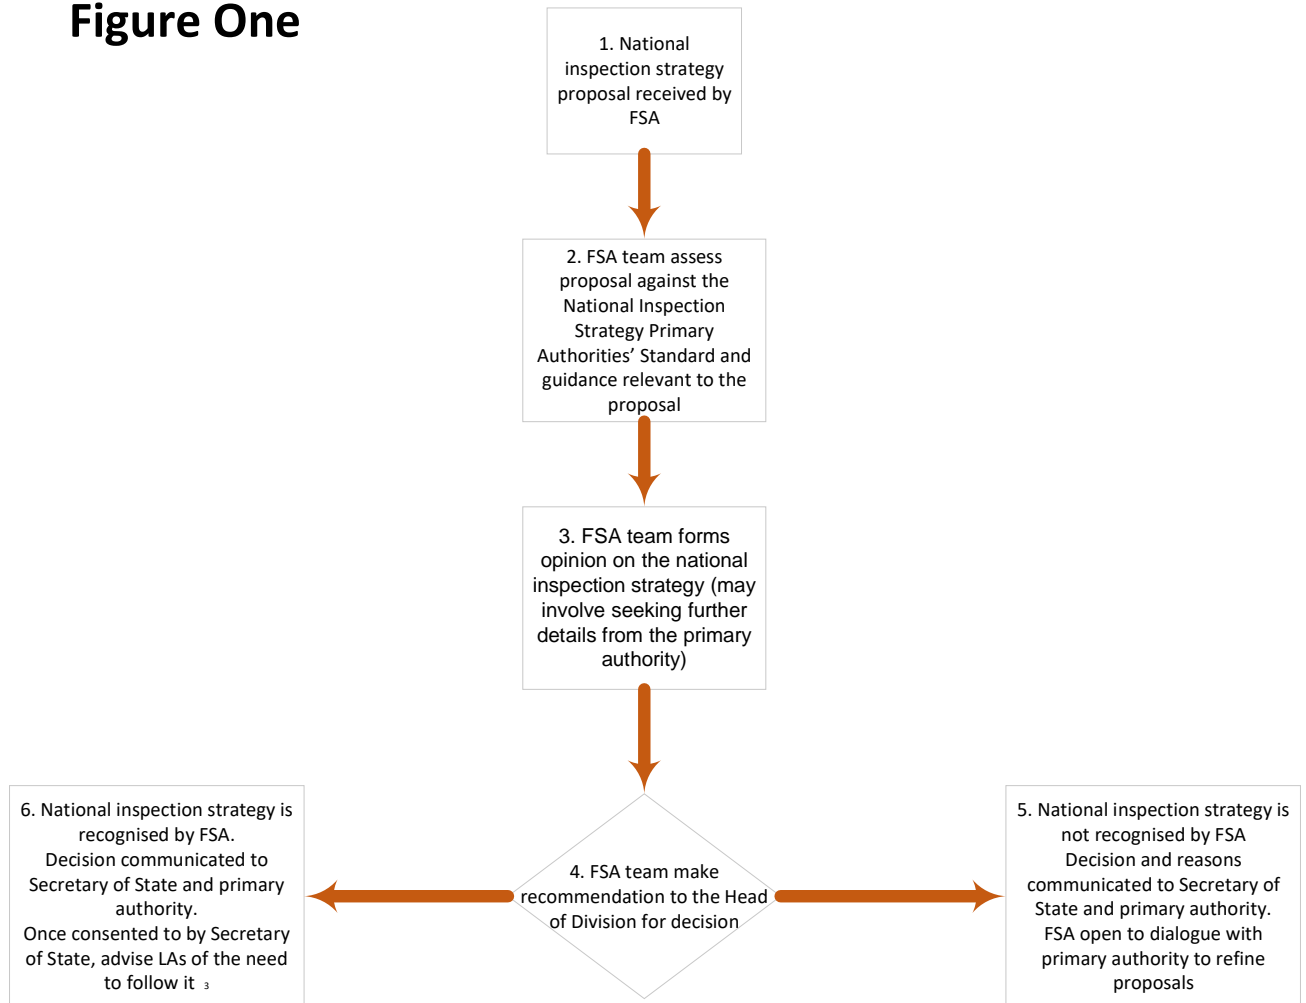 Figure One
1. National
inspection strategy
proposal received by
FSA
2. FSA team assess
proposal against the
National Inspection
Strategy Primary
Authorities’ Standard and
guidance relevant to the
proposal
3. FSA team forms
opinion on the national
inspection strategy (may
involve seeking further
details from the primary
authority)
4. FSA team make
recommendation to the Head
of Division for decision
6. National inspection strategy is
recognised by FSA.
Decision communicated to
Secretary of State and primary
authority.
Once consented to by Secretary
of State, advise LAs of the need
to follow it 3
5. National inspection strategy is
not recognised by FSA
Decision and reasons
communicated to Secretary of
State and primary authority.
FSA open to dialogue with
primary authority to refine
proposals